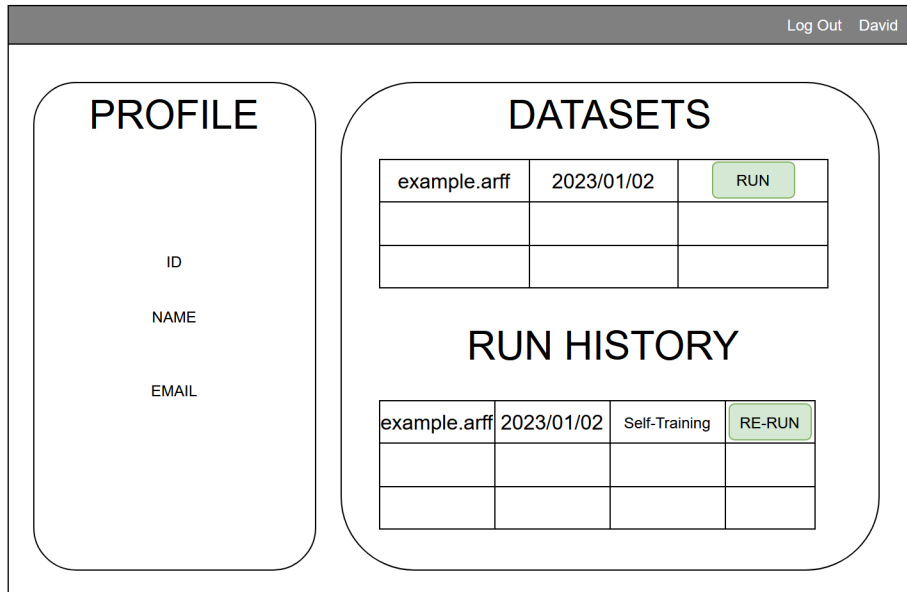 Log Out David
PROFILE
ID
NAME
EMAIL
DATASETS
example.arff 2023/01/02 RUN
RUN HISTORY
example.arff 2023/01/02 Self-Training RE-RUN